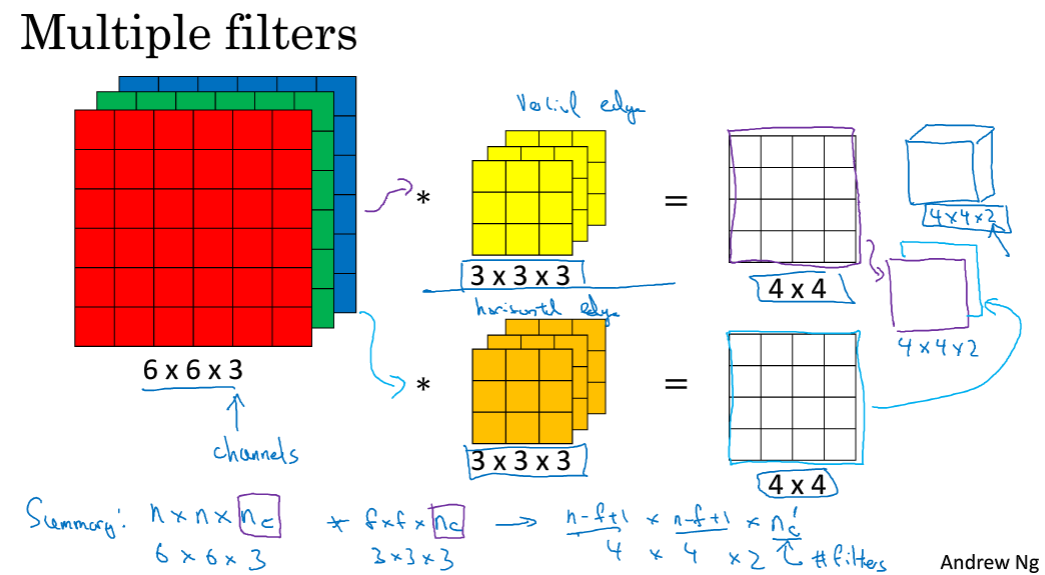 Multiple filters
Vertical edge
3 x 3 x 3
=
*
4 x 4
4x4x2
horizontal edge
6 x 6 x 3
channels
*
3 x 3 x 3
=
4 x 4
4x4x2
Summary: n x n x nc * f x f x nc → n-f+1 x n-f+1 x nc'
6 x 6 x 3 3 x 3 x 3 4 x 4 x 2 #filters
Andrew Ng